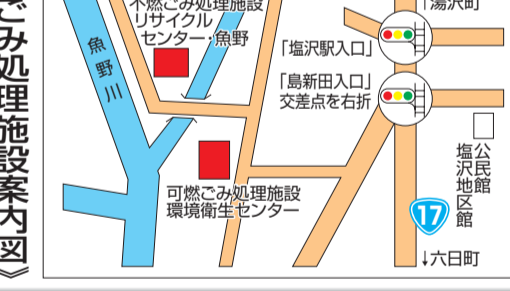 ごみ処理施設案内図》
不燃ごみ処理施設
リサイクル
センター・魚野
魚野川
「湯沢町
「塩沢駅入口」
「島新田入口」
交差点を右折
公民館
塩沢地区館
可燃ごみ処理施設
環境衛生センター
17
↓六日町